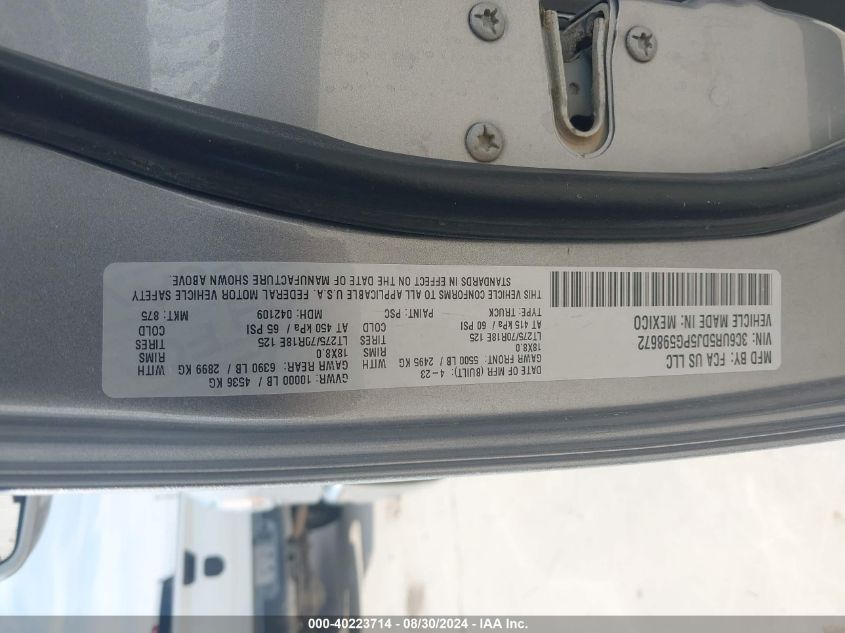 MFD BY: FCA US LLC
VIN: 3C6UR5DJ5PG598672
VEHICLE MADE IN: MEXICO
DATE OF MFR (BUILT): 4-23
GVWR: 10000 LB / 4536 KG
GAWR FRONT: 5500 LB / 2495 KG
GAWR REAR: 6390 LB / 2899 KG
WITH
18X8.0
RIMS
WITH
18X8.0
RIMS
LT275/70R18E 125
TIRES
LT275/70R18E 125
TIRES
AT 414 kPa / 60 PSI
COLD
AT 450 kPa / 65 PSI
COLD
TYPE: TRUCK
PAINT: PSC
MDH: 042109
MKT: 875
THIS VEHICLE CONFORMS TO ALL APPLICABLE U.S.A. FEDERAL MOTOR VEHICLE SAFETY
STANDARDS IN EFFECT ON THE DATE OF MANUFACTURE SHOWN ABOVE.
000-40223714 - 08/30/2024 - IAA Inc.